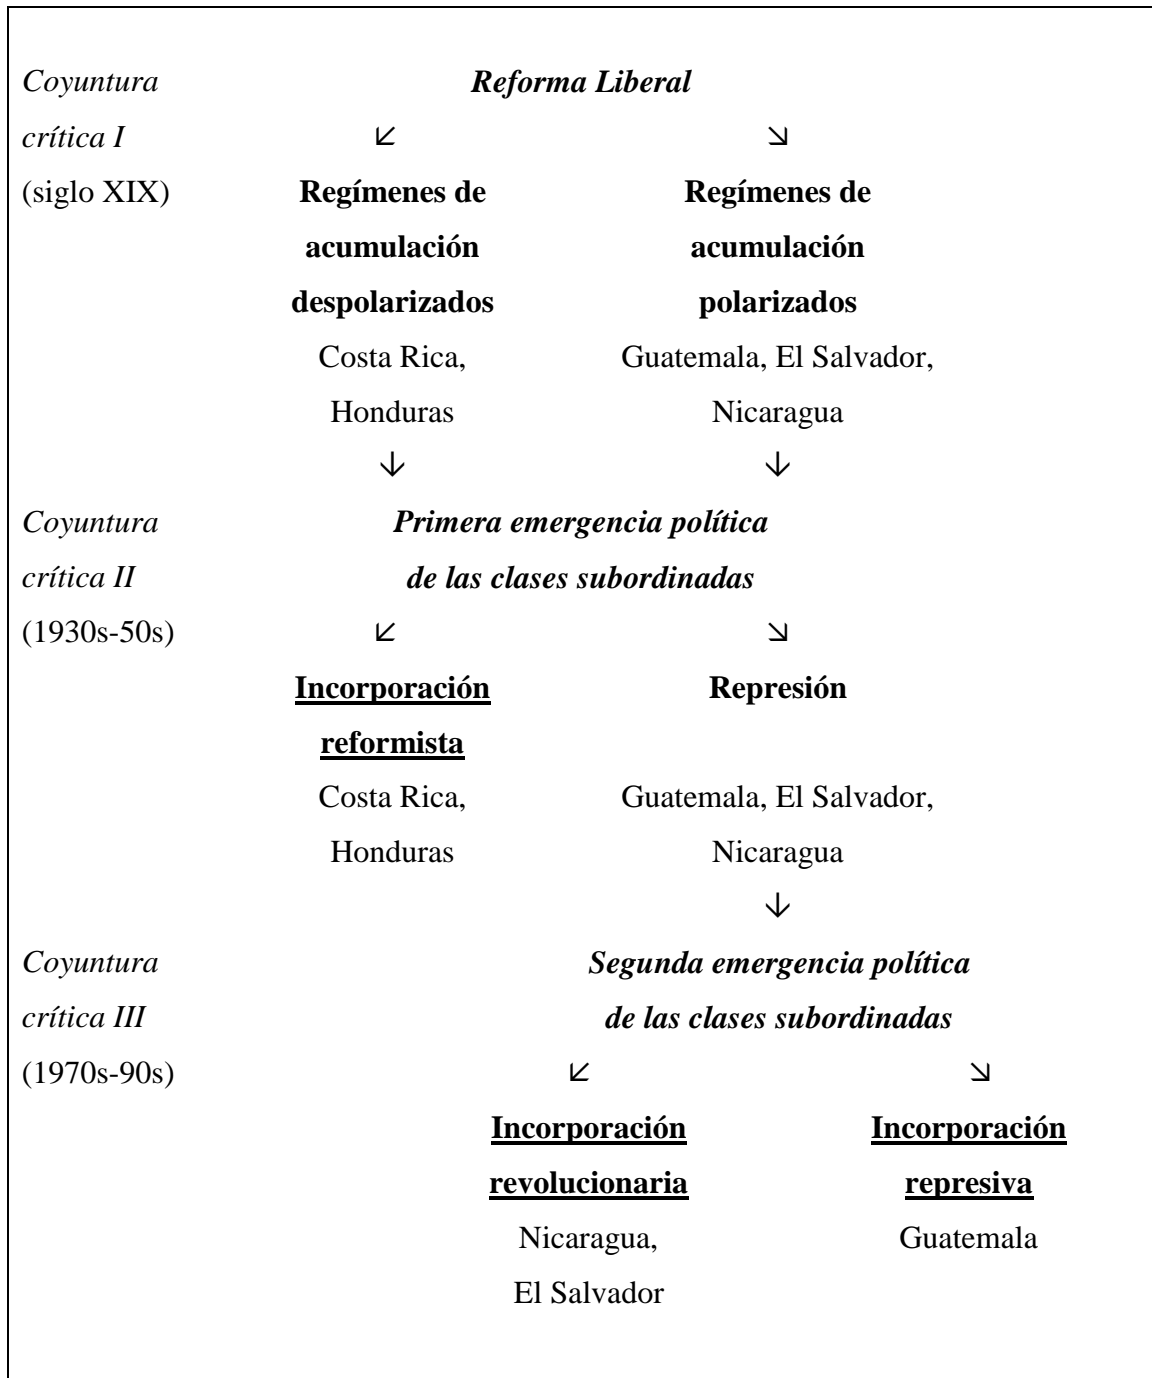 Coyuntura Reforma Liberal
crítica I ↙ ↘
(siglo XIX) Regímenes de Regímenes de
acumulación acumulación
despolarizados polarizados
Costa Rica, Guatemala, El Salvador,
Honduras Nicaragua
↓ ↓
Coyuntura Primera emergencia política
crítica II de las clases subordinadas
(1930s-50s) ↙ ↘
Incorporación Represión
reformista
Costa Rica, Guatemala, El Salvador,
Honduras Nicaragua
↓
Coyuntura Segunda emergencia política
crítica III de las clases subordinadas
(1970s-90s) ↙ ↘
Incorporación Incorporación
revolucionaria represiva
Nicaragua, Guatemala
El Salvador